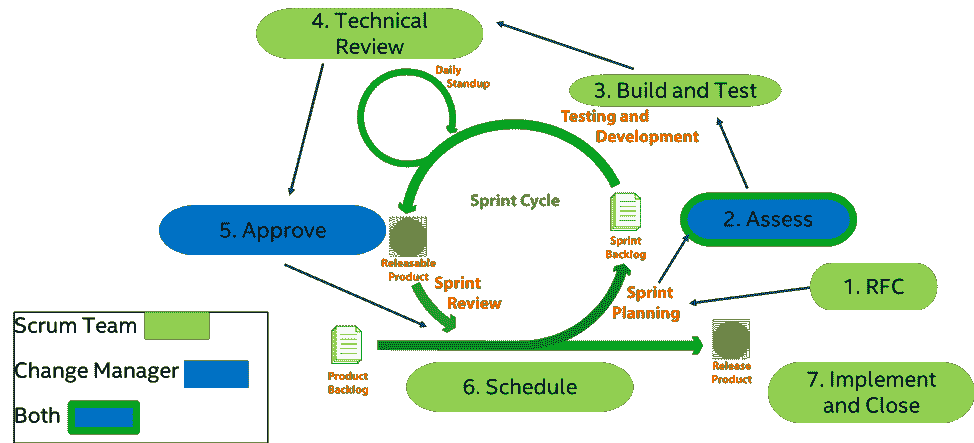 4. Technical
Review
Daily
Standup
3. Build and Test
Testing and
Development
Sprint Cycle
5. Approve
2. Assess
Sprint
Backlog
Releasable
Product
Sprint
Review
Sprint
Planning
1. RFC
Scrum Team
Change Manager
Both
Product
Backlog
6. Schedule
Release
Product
7. Implement
and Close